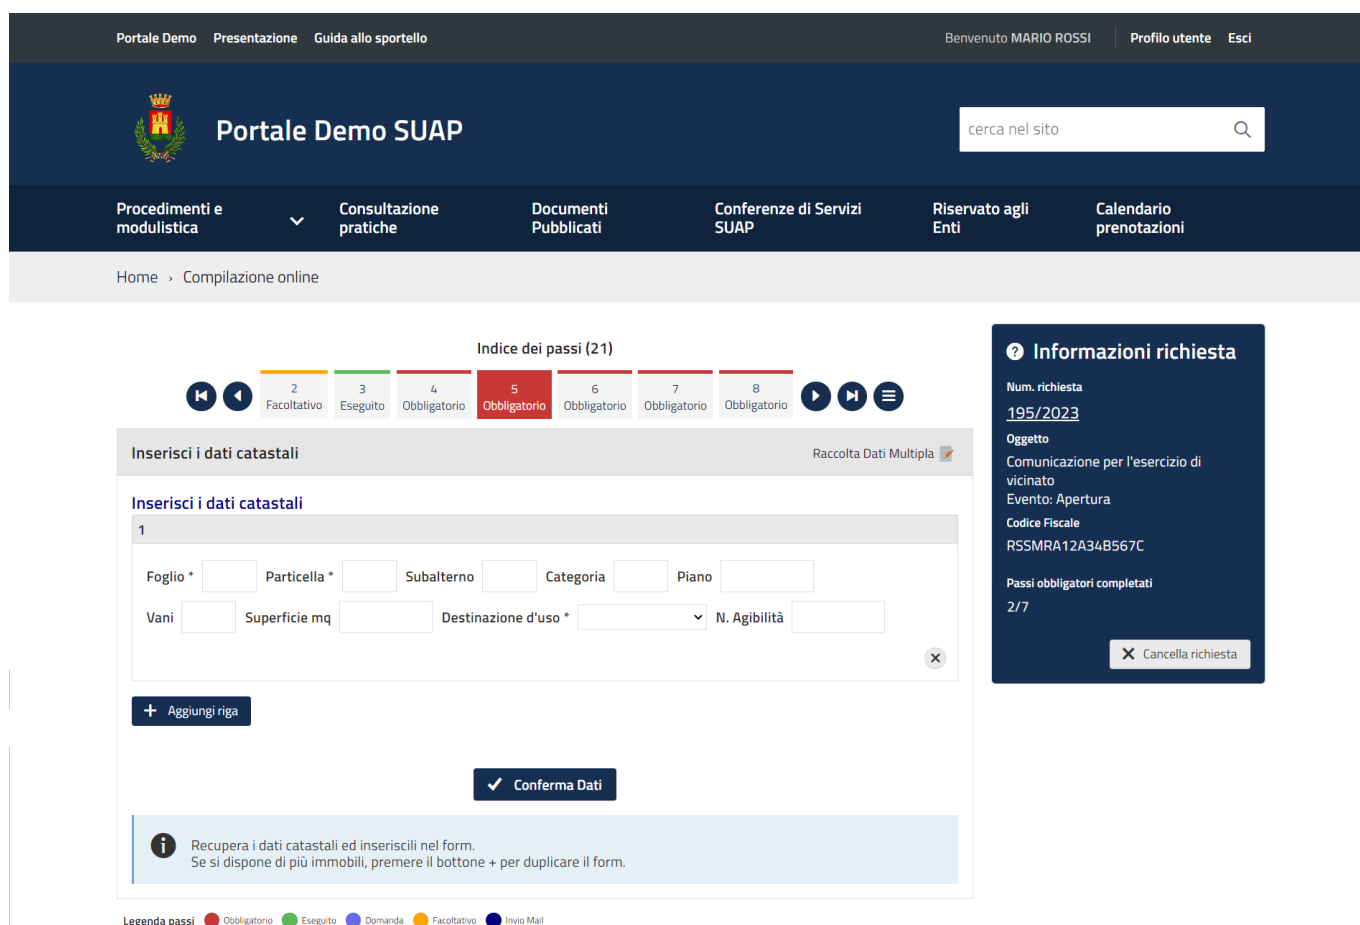 Portale Demo Presentazione Guida allo sportello Benvenuto MARIO ROSSI Profilo utente Esci
Portale Demo SUAP
cerca nel sito
Procedimenti e modulistica
Consultazione pratiche
Documenti Pubblicati
Conferenze di Servizi SUAP
Riservato agli Enti
Calendario prenotazioni
Home › Compilazione online
Indice dei passi (21)
2 Facoltativo
3 Eseguito
4 Obbligatorio
5 Obbligatorio
6 Obbligatorio
7 Obbligatorio
8 Obbligatorio
Inserisci i dati catastali Raccolta Dati Multipla
Inserisci i dati catastali
1
Foglio * Particella * Subalterno Categoria Piano
Vani Superficie mq Destinazione d'uso * N. Agibilità
+ Aggiungi riga
Conferma Dati
Recupera i dati catastali ed inseriscili nel form.
Se si dispone di più immobili, premere il bottone + per duplicare il form.
Legenda passi Obbligatorio Eseguito Domanda Facoltativo Invio Mail
Informazioni richiesta
Num. richiesta
195/2023
Oggetto
Comunicazione per l'esercizio di
vicinato
Evento: Apertura
Codice Fiscale
RSSMRA12A34B567C
Passi obbligatori completati
2/7
Cancella richiesta